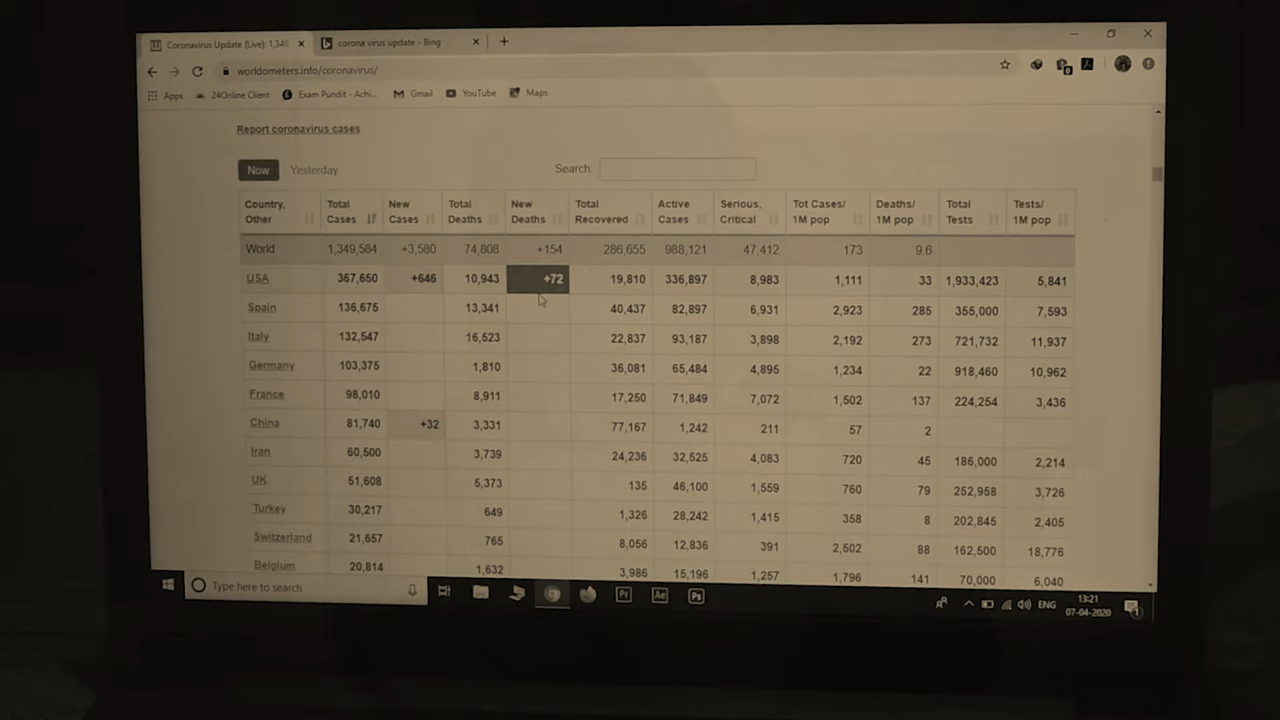 Coronavirus Update (Live): 1,349
corona virus update - Bing
worldometers.info/coronavirus/
Apps 24Online Client Exam Pundit - Achi... Gmail YouTube Maps
Report coronavirus cases
Now Yesterday Search:
Country, Other Total Cases New Cases Total Deaths New Deaths Total Recovered Active Cases Serious, Critical Tot Cases/ 1M pop Deaths/ 1M pop Total Tests Tests/ 1M pop
World 1,349,584 +3,580 74,808 +154 286,655 988,121 47,412 173 9.6
USA 367,650 +646 10,943 +72 19,810 336,897 8,983 1,111 33 1,933,423 5,841
Spain 136,675 13,341 40,437 82,897 6,931 2,923 285 355,000 7,593
Italy 132,547 16,523 22,837 93,187 3,898 2,192 273 721,732 11,937
Germany 103,375 1,810 36,081 65,484 4,895 1,234 22 918,460 10,962
France 98,010 8,911 17,250 71,849 7,072 1,502 137 224,254 3,436
China 81,740 +32 3,331 77,167 1,242 211 57 2
Iran 60,500 3,739 24,236 32,525 4,083 720 45 186,000 2,214
UK 51,608 5,373 135 46,100 1,559 760 79 252,958 3,726
Turkey 30,217 649 1,326 28,242 1,415 358 8 202,845 2,405
Switzerland 21,657 765 8,056 12,836 391 2,502 88 162,500 18,776
Belgium 20,814 1,632 3,986 15,196 1,257 1,796 141 70,000 6,040
Type here to search Pr Ae Ps ENG 13:21
07-04-2020